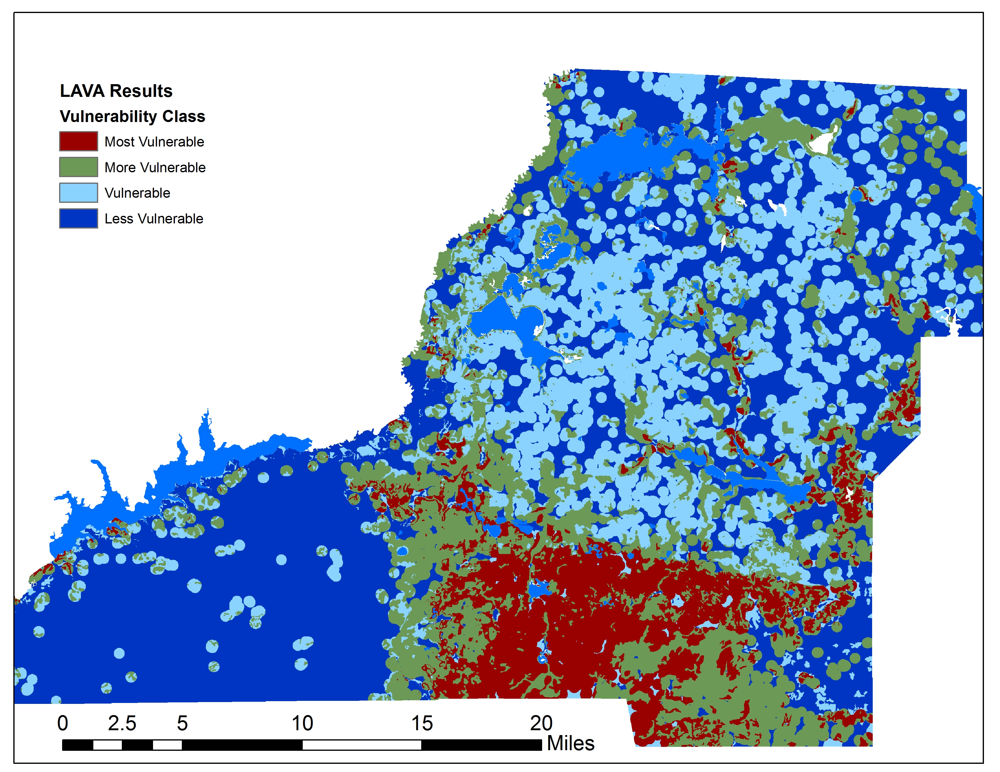 LAVA Results
Vulnerability Class
Most Vulnerable
More Vulnerable
Vulnerable
Less Vulnerable
0 2.5 5 10 15 20
Miles